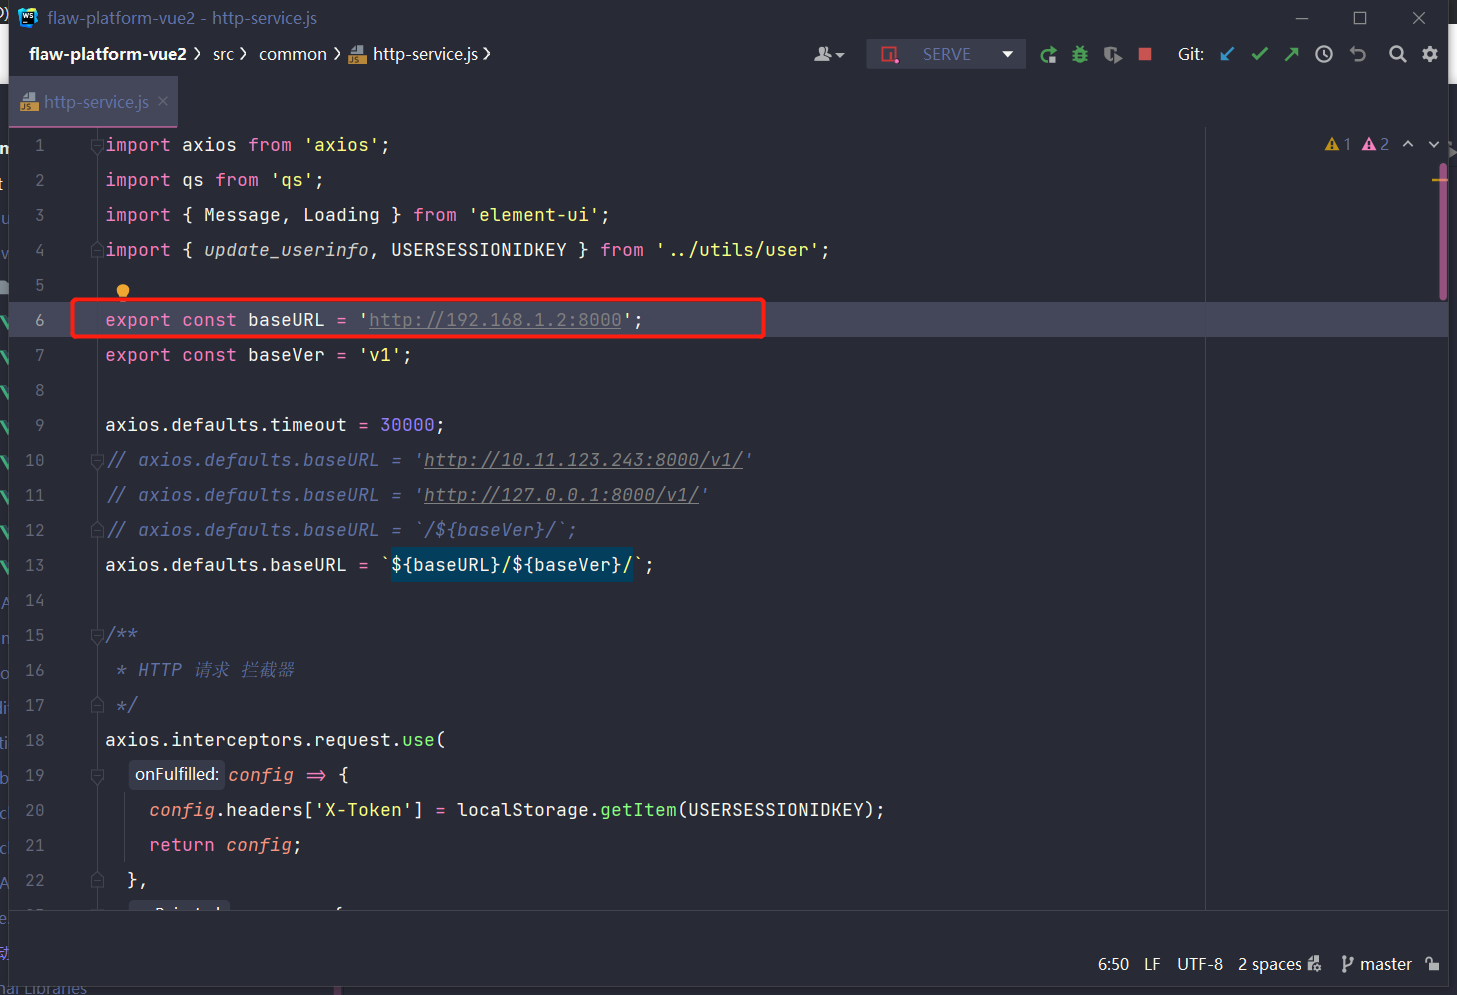 flaw-platform-vue2 - http-service.js
flaw-platform-vue2 src common http-service.js
SERVE
Git:
http-service.js
1 import axios from 'axios';
1 2
2 import qs from 'qs';
3 import { Message, Loading } from 'element-ui';
4 import { update_userinfo, USERSESSIONIDKEY } from '../utils/user';
5
6 export const baseURL = 'http://192.168.1.2:8000';
7 export const baseVer = 'v1';
8
9 axios.defaults.timeout = 30000;
10 // axios.defaults.baseURL = 'http://10.11.123.243:8000/v1/'
11 // axios.defaults.baseURL = 'http://127.0.0.1:8000/v1/'
12 // axios.defaults.baseURL = `/${baseVer}/`;
13 axios.defaults.baseURL = `${baseURL}/${baseVer}/`;
14
15 /**
16 * HTTP 请求 拦截器
17 */
18 axios.interceptors.request.use(
19 onFulfilled: config => {
20 config.headers['X-Token'] = localStorage.getItem(USERSESSIONIDKEY);
21 return config;
22 },
6:50 LF UTF-8 2 spaces master